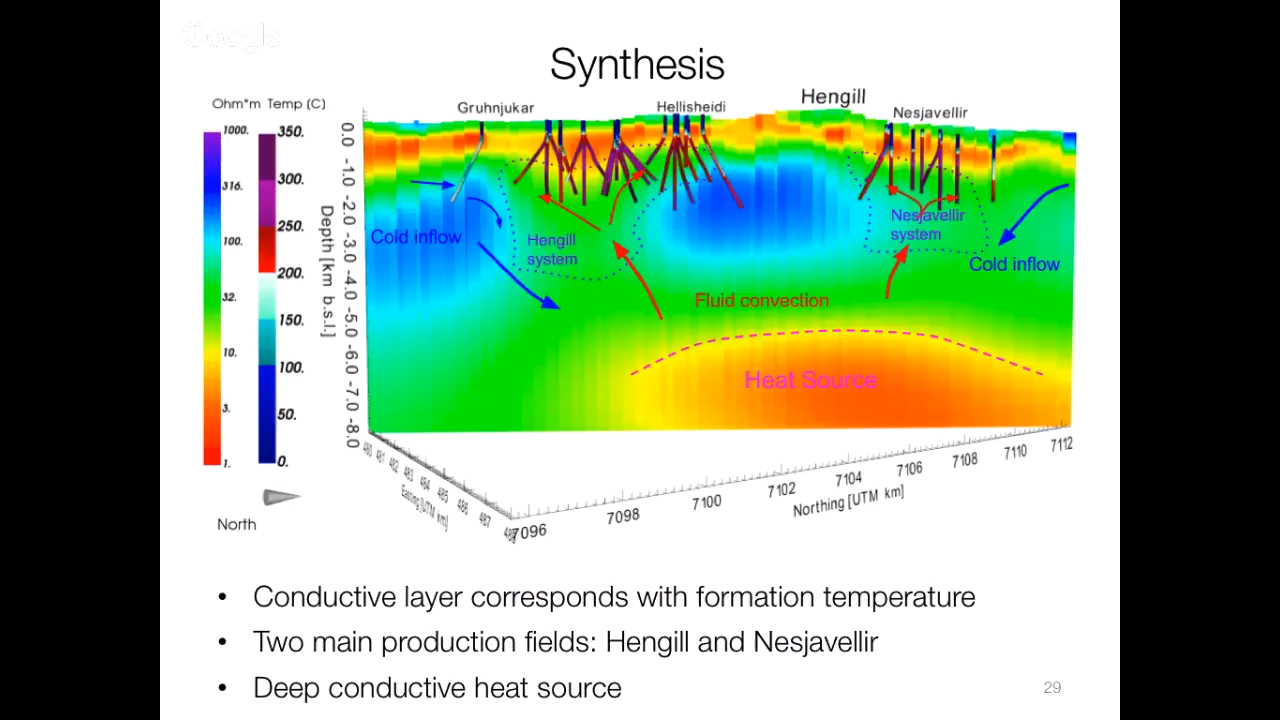 Google
Synthesis
Ohm*m Temp [C]
Gruhnjukar
Hellisheidi
Hengill
Nesjavellir
1000.
316.
100.
32.
10.
3.
1.
350.
300.
250.
200.
150.
100.
50.
0.
0.0
-1.0
-2.0
-3.0
-4.0
-5.0
-6.0
-7.0
-8.0
Depth [km b.s.l.]
Cold inflow
Hengill
system
Nesjavellir
system
Cold inflow
Fluid convection
Heat Source
480
481
482
483
484
485
486
487
Easting [UTM km]
7096
7098
7100
7102
7104
7106
7108
7110
7112
Northing [UTM km]
North
• Conductive layer corresponds with formation temperature
• Two main production fields: Hengill and Nesjavellir
• Deep conductive heat source
29